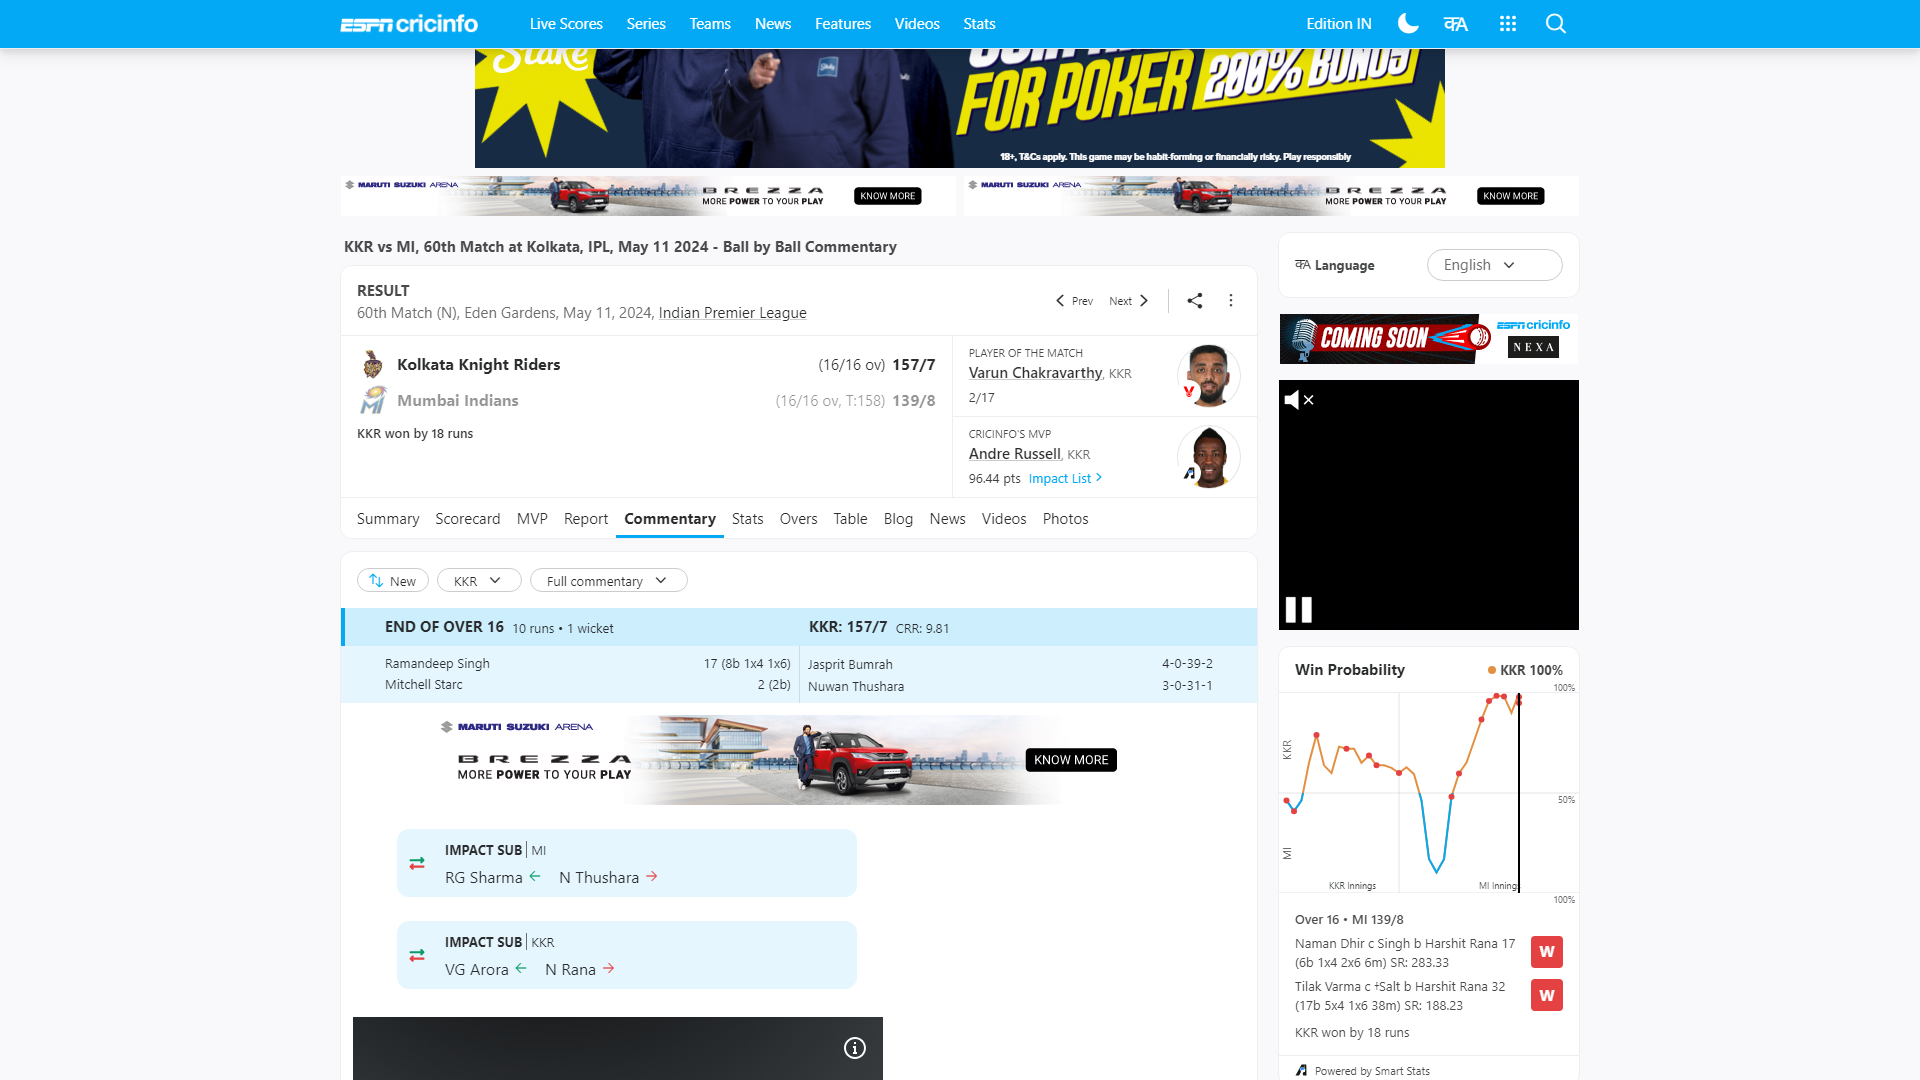 ESPN cricinfo
Live Scores Series Teams News Features Videos Stats
Edition IN
Stake
FOR POKER 200% BONUS
18+, T&Cs apply. This game may be habit-forming or financially risky. Play responsibly
MARUTI SUZUKI ARENA
BREZZA
MORE POWER TO YOUR PLAY
KNOW MORE
MARUTI SUZUKI ARENA
BREZZA
MORE POWER TO YOUR PLAY
KNOW MORE
KKR vs MI, 60th Match at Kolkata, IPL, May 11 2024 - Ball by Ball Commentary
RESULT
60th Match (N), Eden Gardens, May 11, 2024, Indian Premier League
Prev Next
Kolkata Knight Riders (16/16 ov) 157/7
Mumbai Indians (16/16 ov, T:158) 139/8
KKR won by 18 runs
PLAYER OF THE MATCH
Varun Chakravarthy, KKR
2/17
CRICINFO'S MVP
Andre Russell, KKR
96.44 pts Impact List
Summary Scorecard MVP Report Commentary Stats Overs Table Blog News Videos Photos
New KKR Full commentary
END OF OVER 16 10 runs • 1 wicket KKR: 157/7 CRR: 9.81
Ramandeep Singh 17 (8b 1x4 1x6) Jasprit Bumrah 4-0-39-2
Mitchell Starc 2 (2b) Nuwan Thushara 3-0-31-1
MARUTI SUZUKI ARENA
BREZZA
MORE POWER TO YOUR PLAY
KNOW MORE
IMPACT SUB MI
RG Sharma N Thushara
IMPACT SUB KKR
VG Arora N Rana
Language English
COMING SOON
ESPN cricinfo
NEXA
Win Probability KKR 100%
100%
KKR
50%
MI
KKR Innings MI Innings
100%
Over 16 • MI 139/8
Naman Dhir c Singh b Harshit Rana 17
(6b 1x4 2x6 6m) SR: 283.33
W
Tilak Varma c †Salt b Harshit Rana 32
(17b 5x4 1x6 38m) SR: 188.23
W
KKR won by 18 runs
Powered by Smart Stats